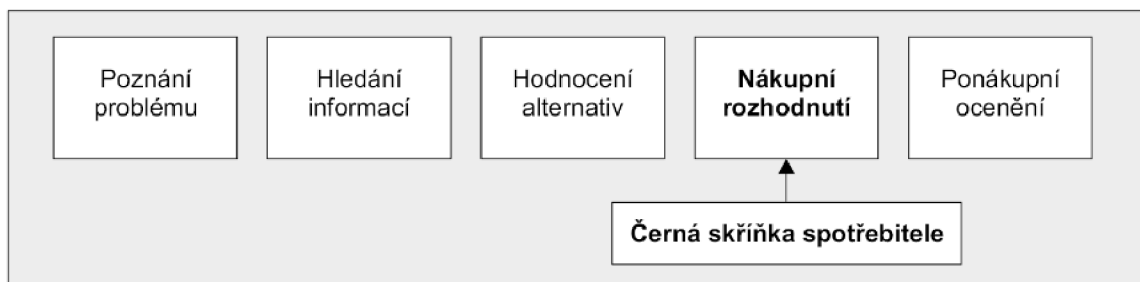 Poznání
problému
Hledání
informací
Hodnocení
alternativ
Nákupní
rozhodnutí
Ponákupní
ocenění
Černá skříňka spotřebitele